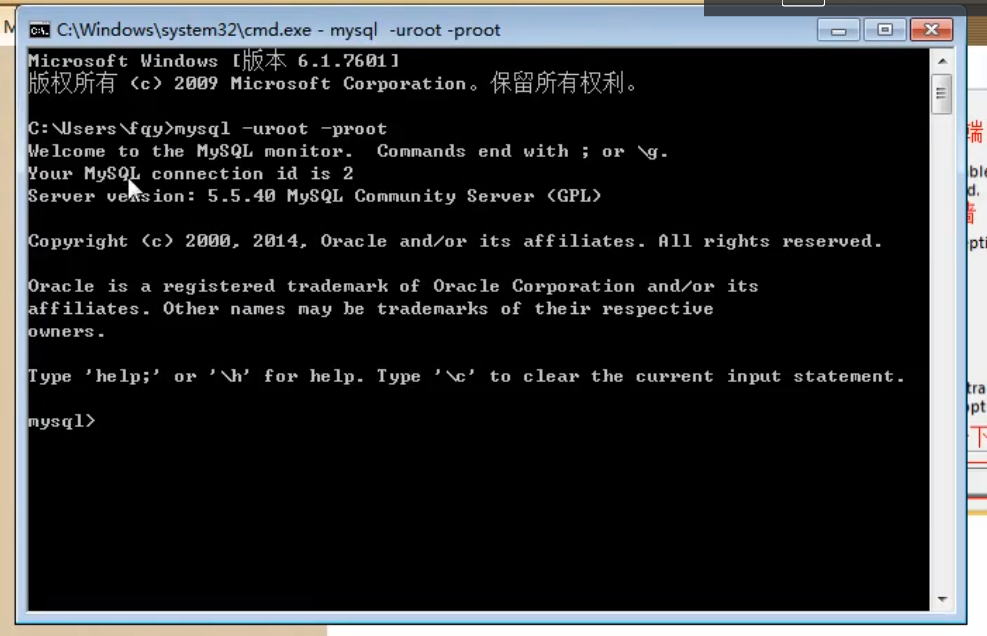 C:\Windows\system32\cmd.exe - mysql  -uroot -proot
Microsoft Windows [版本 6.1.7601]
版权所有 (c) 2009 Microsoft Corporation。保留所有权利。
C:\Users\fqy>mysql -uroot -proot
Welcome to the MySQL monitor.  Commands end with ; or \g.
Your MySQL connection id is 2
Server version: 5.5.40 MySQL Community Server (GPL)
Copyright (c) 2000, 2014, Oracle and/or its affiliates. All rights reserved.
Oracle is a registered trademark of Oracle Corporation and/or its
affiliates. Other names may be trademarks of their respective
owners.
Type 'help;' or '\h' for help. Type '\c' to clear the current input statement.
mysql>